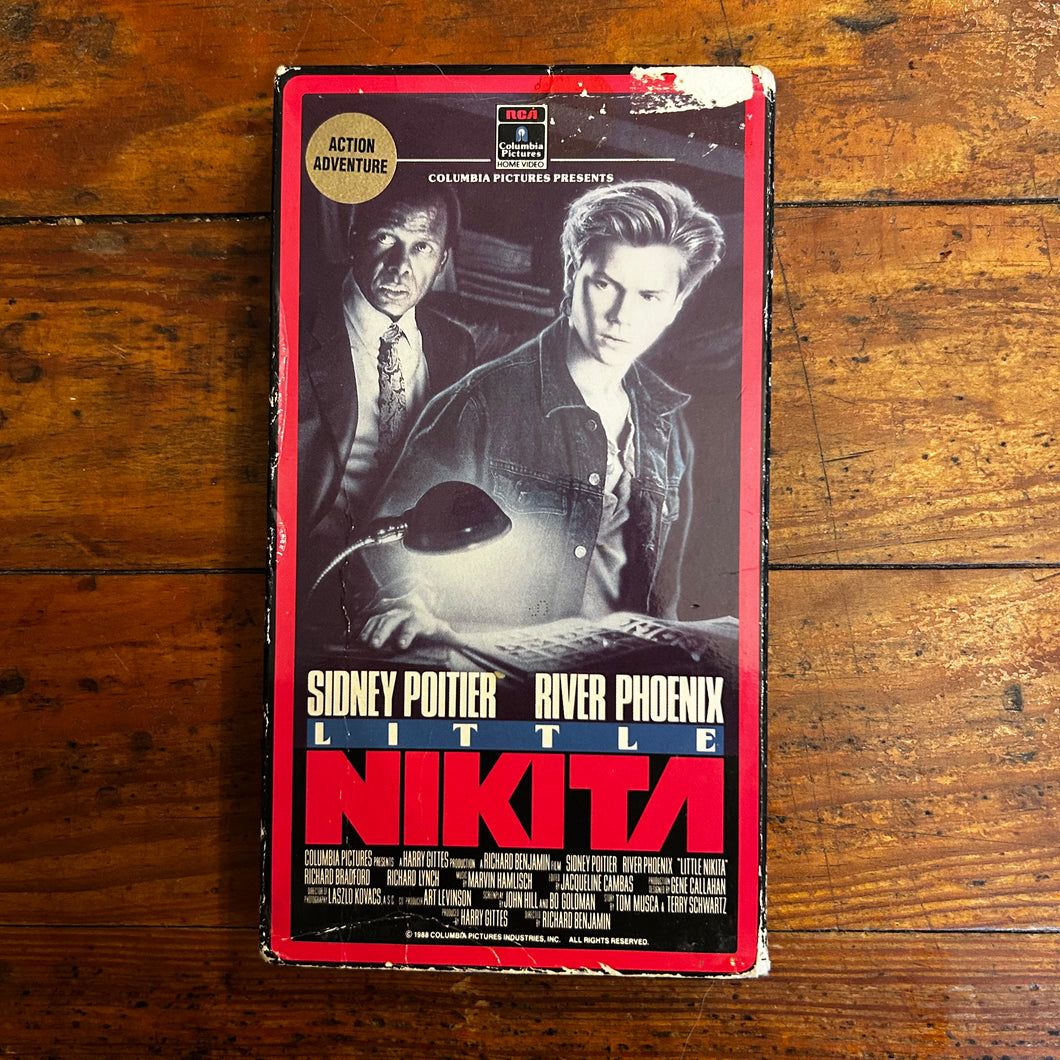 RCA
Columbia
Pictures
HOME VIDEO
ACTION
ADVENTURE
COLUMBIA PICTURES PRESENTS
SIDNEY POITIER RIVER PHOENIX
LITTLE
NIKITA
COLUMBIA PICTURES PRESENTS A HARRY GITTES PRODUCTION A RICHARD BENJAMIN FILM SIDNEY POITIER RIVER PHOENIX "LITTLE NIKITA"
RICHARD BRADFORD RICHARD LYNCH MUSIC BY MARVIN HAMLISCH EDITED BY JACQUELINE CAMBAS PRODUCTION DESIGNED BY GENE CALLAHAN
DIRECTOR OF PHOTOGRAPHY LASZLO KOVACS, A.S.C. CO-PRODUCER ART LEVINSON SCREENPLAY BY JOHN HILL AND BO GOLDMAN STORY BY TOM MUSCA & TERRY SCHWARTZ
PRODUCED BY HARRY GITTES DIRECTED BY RICHARD BENJAMIN
© 1988 COLUMBIA PICTURES INDUSTRIES, INC. ALL RIGHTS RESERVED.